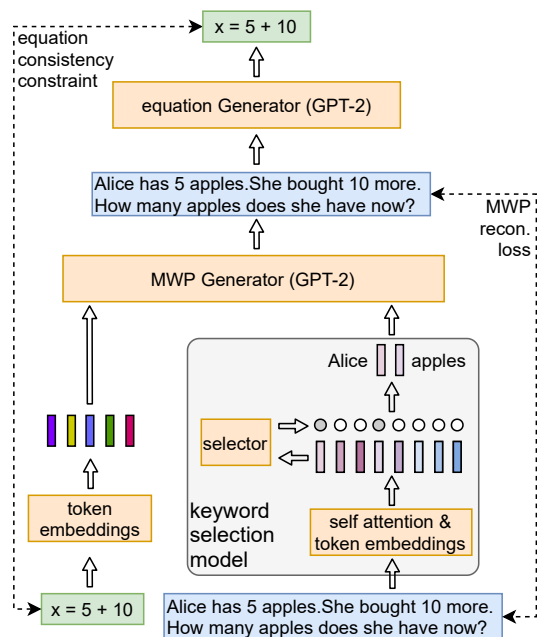 x = 5 + 10
equation
consistency
constraint
equation Generator (GPT-2)
Alice has 5 apples.She bought 10 more.
How many apples does she have now?
MWP
recon.
loss
MWP Generator (GPT-2)
Alice
apples
selector
token
embeddings
keyword
selection
model
self attention &
token embeddings
x = 5 + 10
Alice has 5 apples.She bought 10 more.
How many apples does she have now?